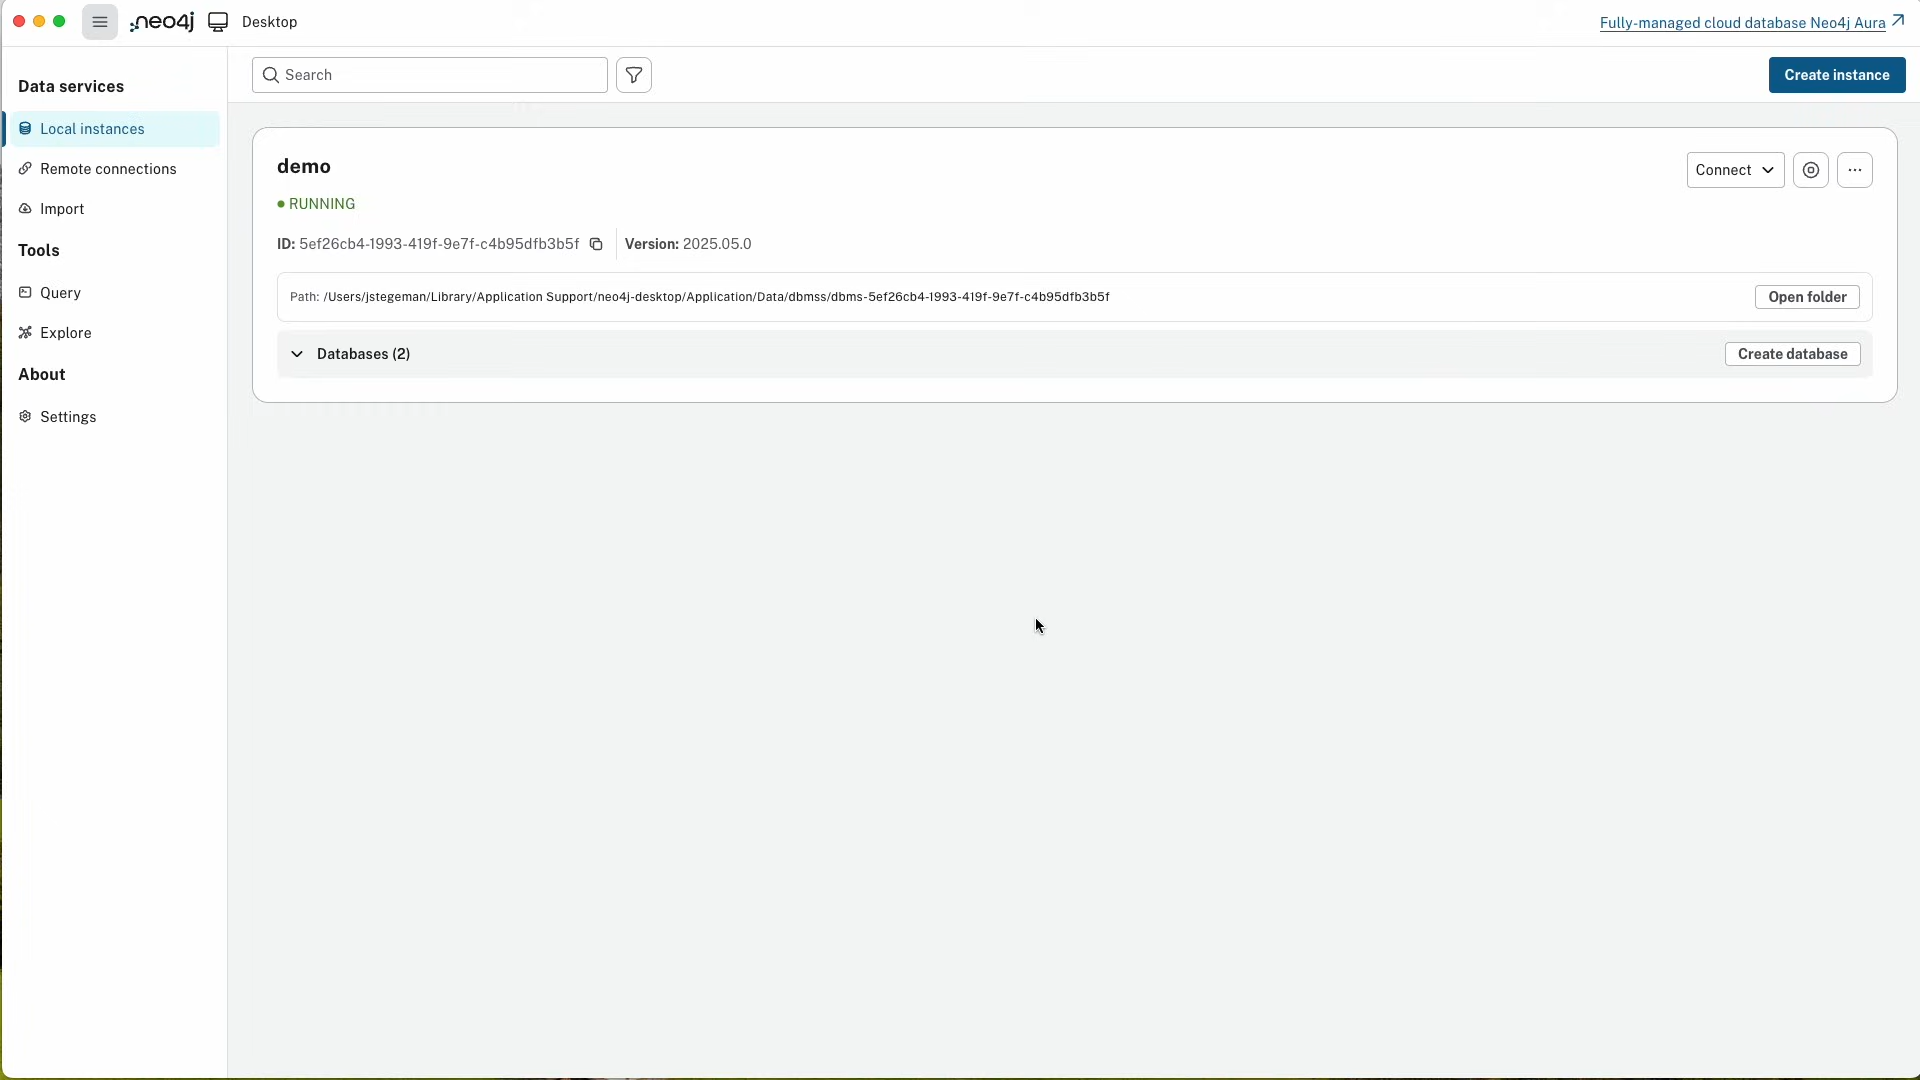 neo4j Desktop
Fully-managed cloud database Neo4j Aura
Data services
Local instances
Remote connections
Import
Tools
Query
Explore
About
Settings
Search
Create instance
demo
Connect
RUNNING
ID: 5ef26cb4-1993-419f-9e7f-c4b95dfb3b5f Version: 2025.05.0
Path: /Users/jstegeman/Library/Application Support/neo4j-desktop/Application/Data/dbmss/dbms-5ef26cb4-1993-419f-9e7f-c4b95dfb3b5f
Open folder
Databases (2)
Create database